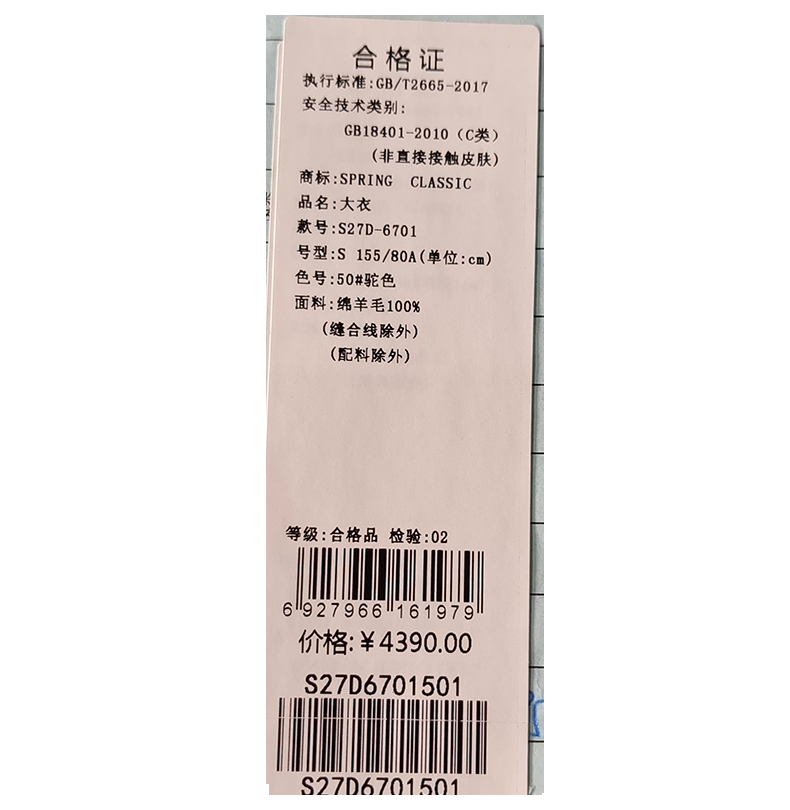 合格证
执行标准:GB/T2665-2017
安全技术类别:
GB18401-2010（C类）
(非直接接触皮肤)
商标:SPRING CLASSIC
品名:大衣
款号:S27D-6701
号型:S 155/80A(单位:cm)
色号:50#驼色
面料:绵羊毛100%
(缝合线除外)
(配料除外)
等级:合格品 检验:02
6 927966 161979
价格:￥4390.00
S27D6701501
S27D6701501